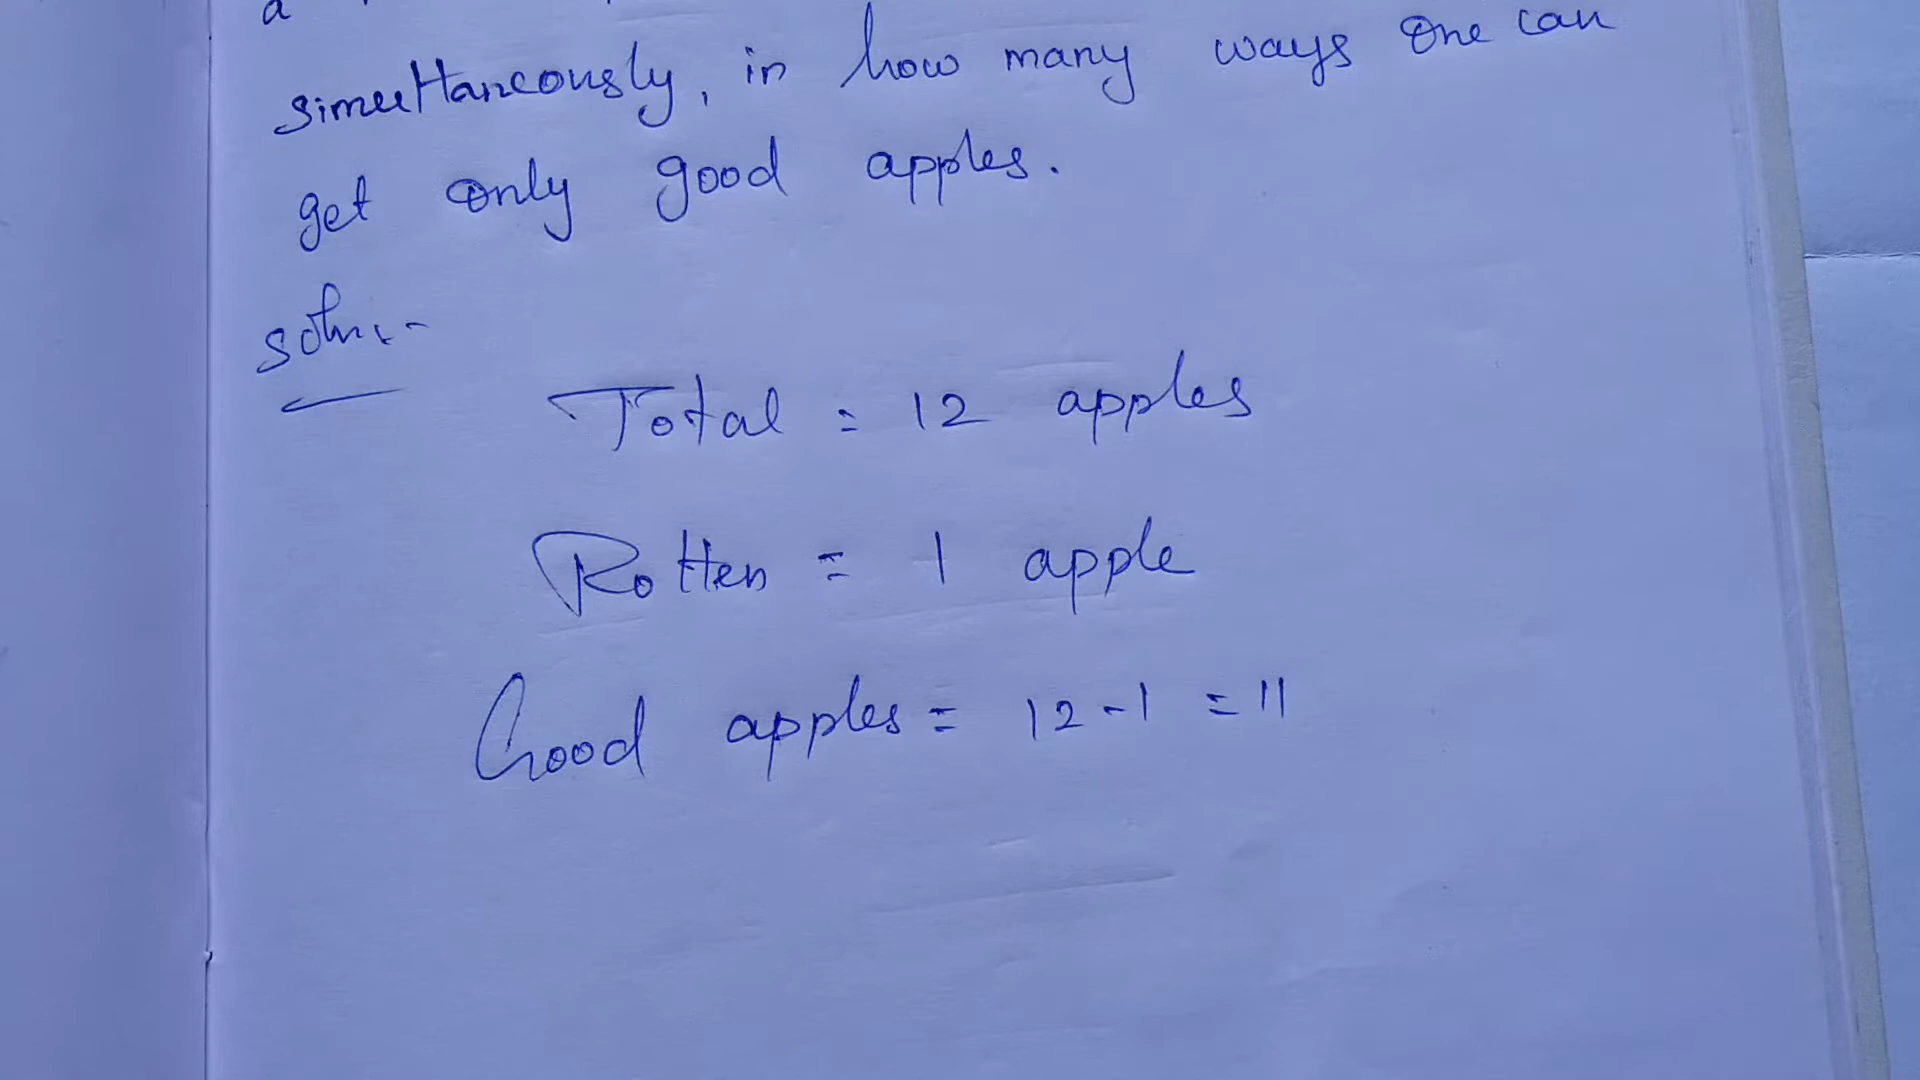 a
simultaneously, in how many ways one can
get only good apples.
soln:-
Total = 12 apples
Rotten = 1 apple
Good apples = 12-1 = 11